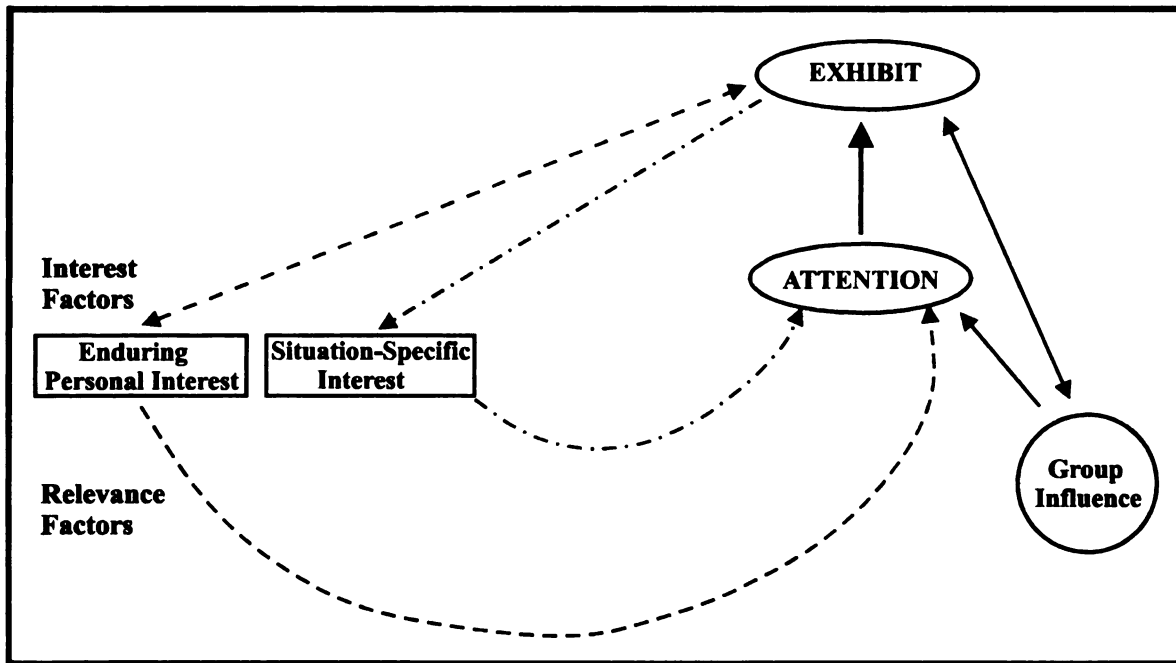 EXHIBIT
ATTENTION
Interest
Factors
Enduring
Personal Interest
Situation-Specific
Interest
Relevance
Factors
Group
Influence